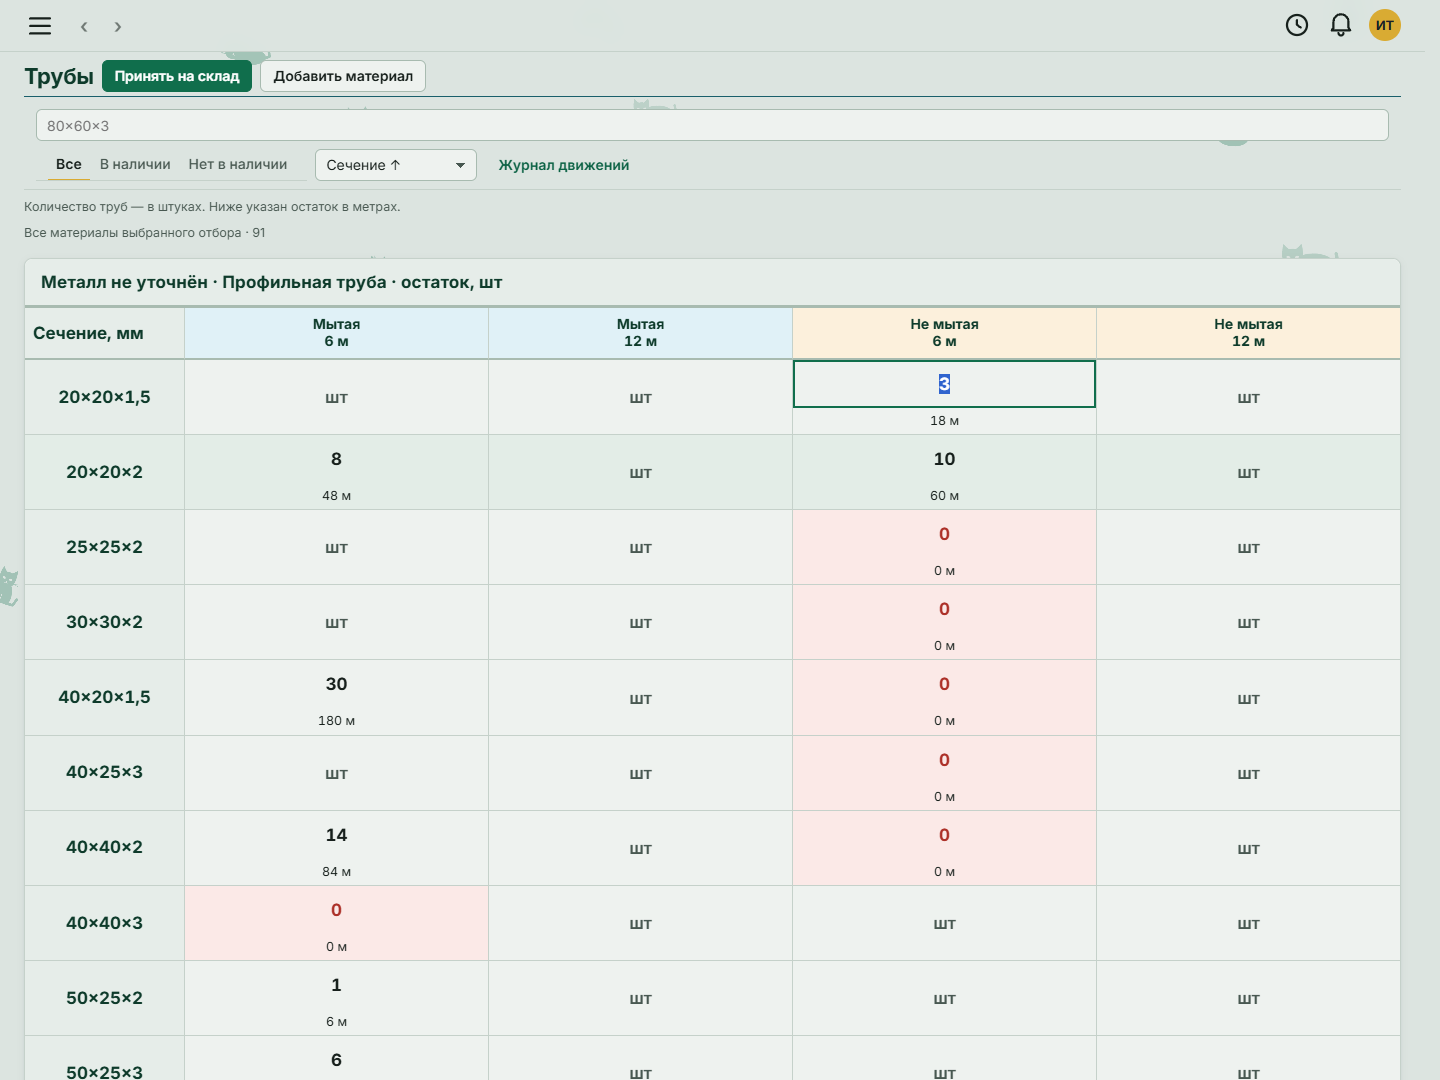 ИТ
Трубы
Принять на склад
Добавить материал
80×60×3
Все
В наличии
Нет в наличии
Сечение ↑
Журнал движений
Количество труб — в штуках. Ниже указан остаток в метрах.
Все материалы выбранного отбора · 91
Металл не уточнён · Профильная труба · остаток, шт
Сечение, мм
Мытая
6 м
Мытая
12 м
Не мытая
6 м
Не мытая
12 м
20×20×1,5
шт
шт
3
18 м
шт
20×20×2
8
48 м
шт
10
60 м
шт
25×25×2
шт
шт
0
0 м
шт
30×30×2
шт
шт
0
0 м
шт
40×20×1,5
30
180 м
шт
0
0 м
шт
40×25×3
шт
шт
0
0 м
шт
40×40×2
14
84 м
шт
0
0 м
шт
40×40×3
0
0 м
шт
шт
шт
50×25×2
1
6 м
шт
шт
шт
50×25×3
6
шт
шт
шт